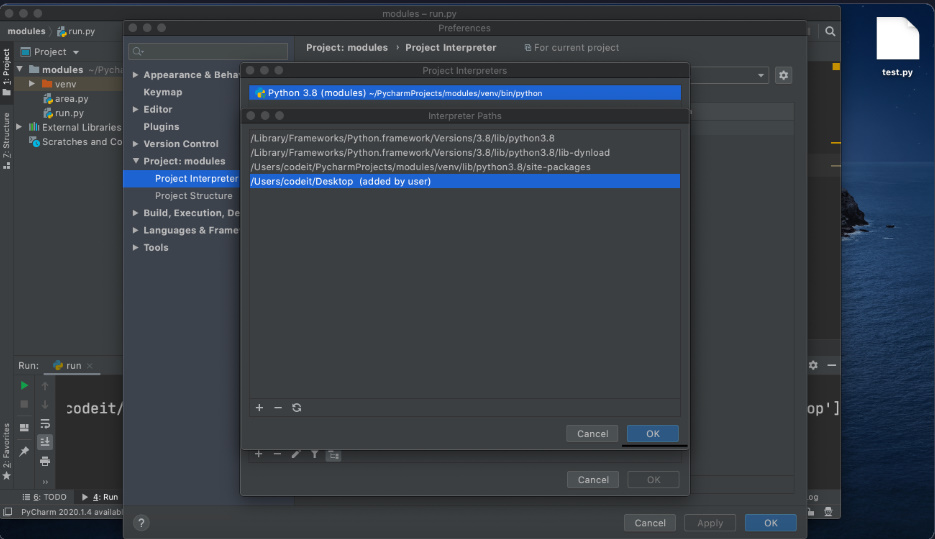 modules – run.py
modules run.py
Preferences
Project: modules › Project Interpreter For current project
Project Interpreters
Python 3.8 (modules) ~/PycharmProjects/modules/venv/bin/python
Interpreter Paths
/Library/Frameworks/Python.framework/Versions/3.8/lib/python3.8
/Library/Frameworks/Python.framework/Versions/3.8/lib/python3.8/lib-dynload
/Users/codeit/PycharmProjects/modules/venv/lib/python3.8/site-packages
/Users/codeit/Desktop (added by user)
Cancel OK
Cancel OK
Cancel Apply OK
?
Appearance & Beha
Keymap
Editor
Plugins
Version Control
Project: modules
Project Interpreter
Project Structure
Build, Execution, De
Languages & Frame
Tools
1: Project
7: Structure
2: Favorites
Project
modules ~/Pycha
venv
area.py
run.py
External Libraries
Scratches and Co
Run: run
codeit/
op']
6: TODO 4: Run
og
PyCharm 2020.1.4 availabl
test.py